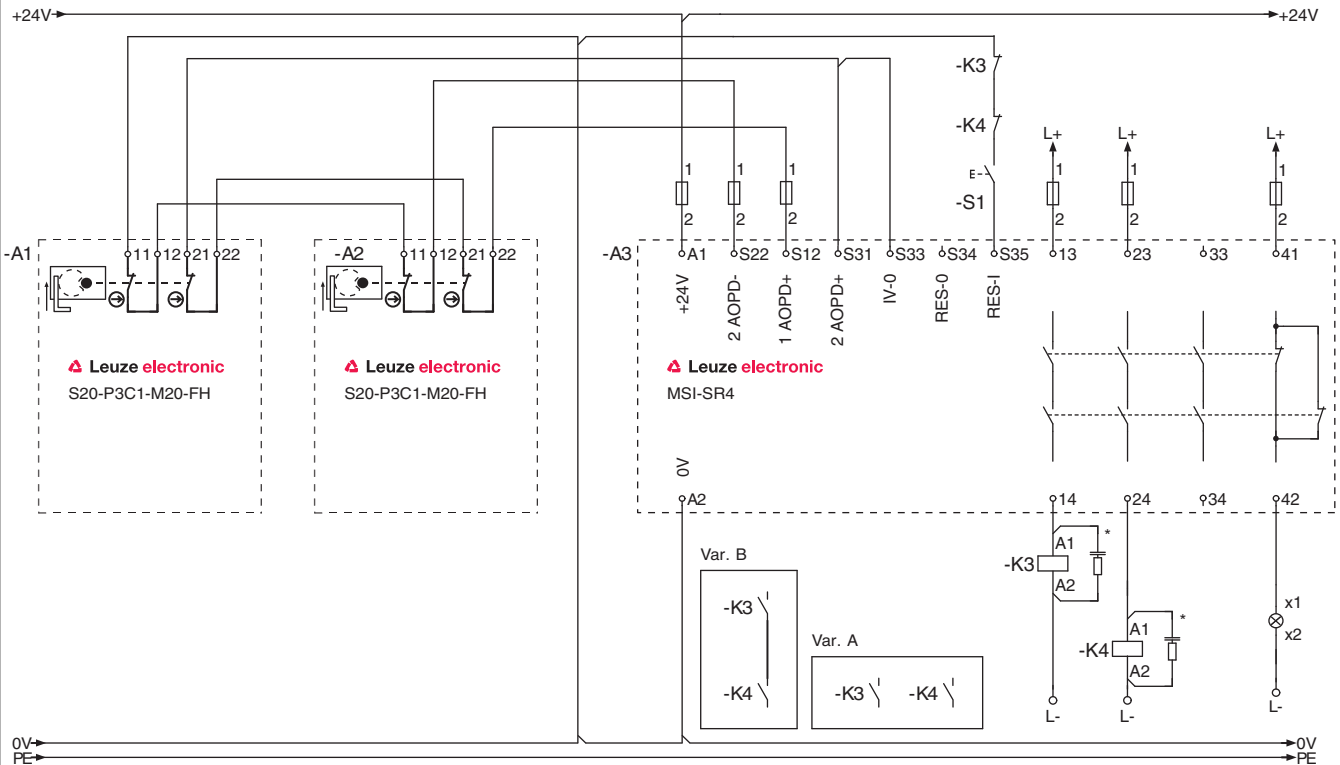 +24V
+24V
-K3
-K4
L+
L+
L+
1
1
1
1
1
1
E
-S1
2
2
2
2
2
2
-A1
11
12
21
22
-A2
11
12
21
22
-A3
A1
S22
S12
S31
S33
S34
S35
13
23
33
41
+24V
2 AOPD-
1 AOPD+
2 AOPD+
IV-0
RES-0
RES-I
Leuze electronic
S20-P3C1-M20-FH
Leuze electronic
S20-P3C1-M20-FH
Leuze electronic
MSI-SR4
0V
A2
14
24
34
42
Var. B
-K3
-K4
Var. A
-K3
-K4
-K3
A1
A2
*
-K4
A1
A2
*
x1
x2
L-
L-
L-
0V
0V
PE
PE